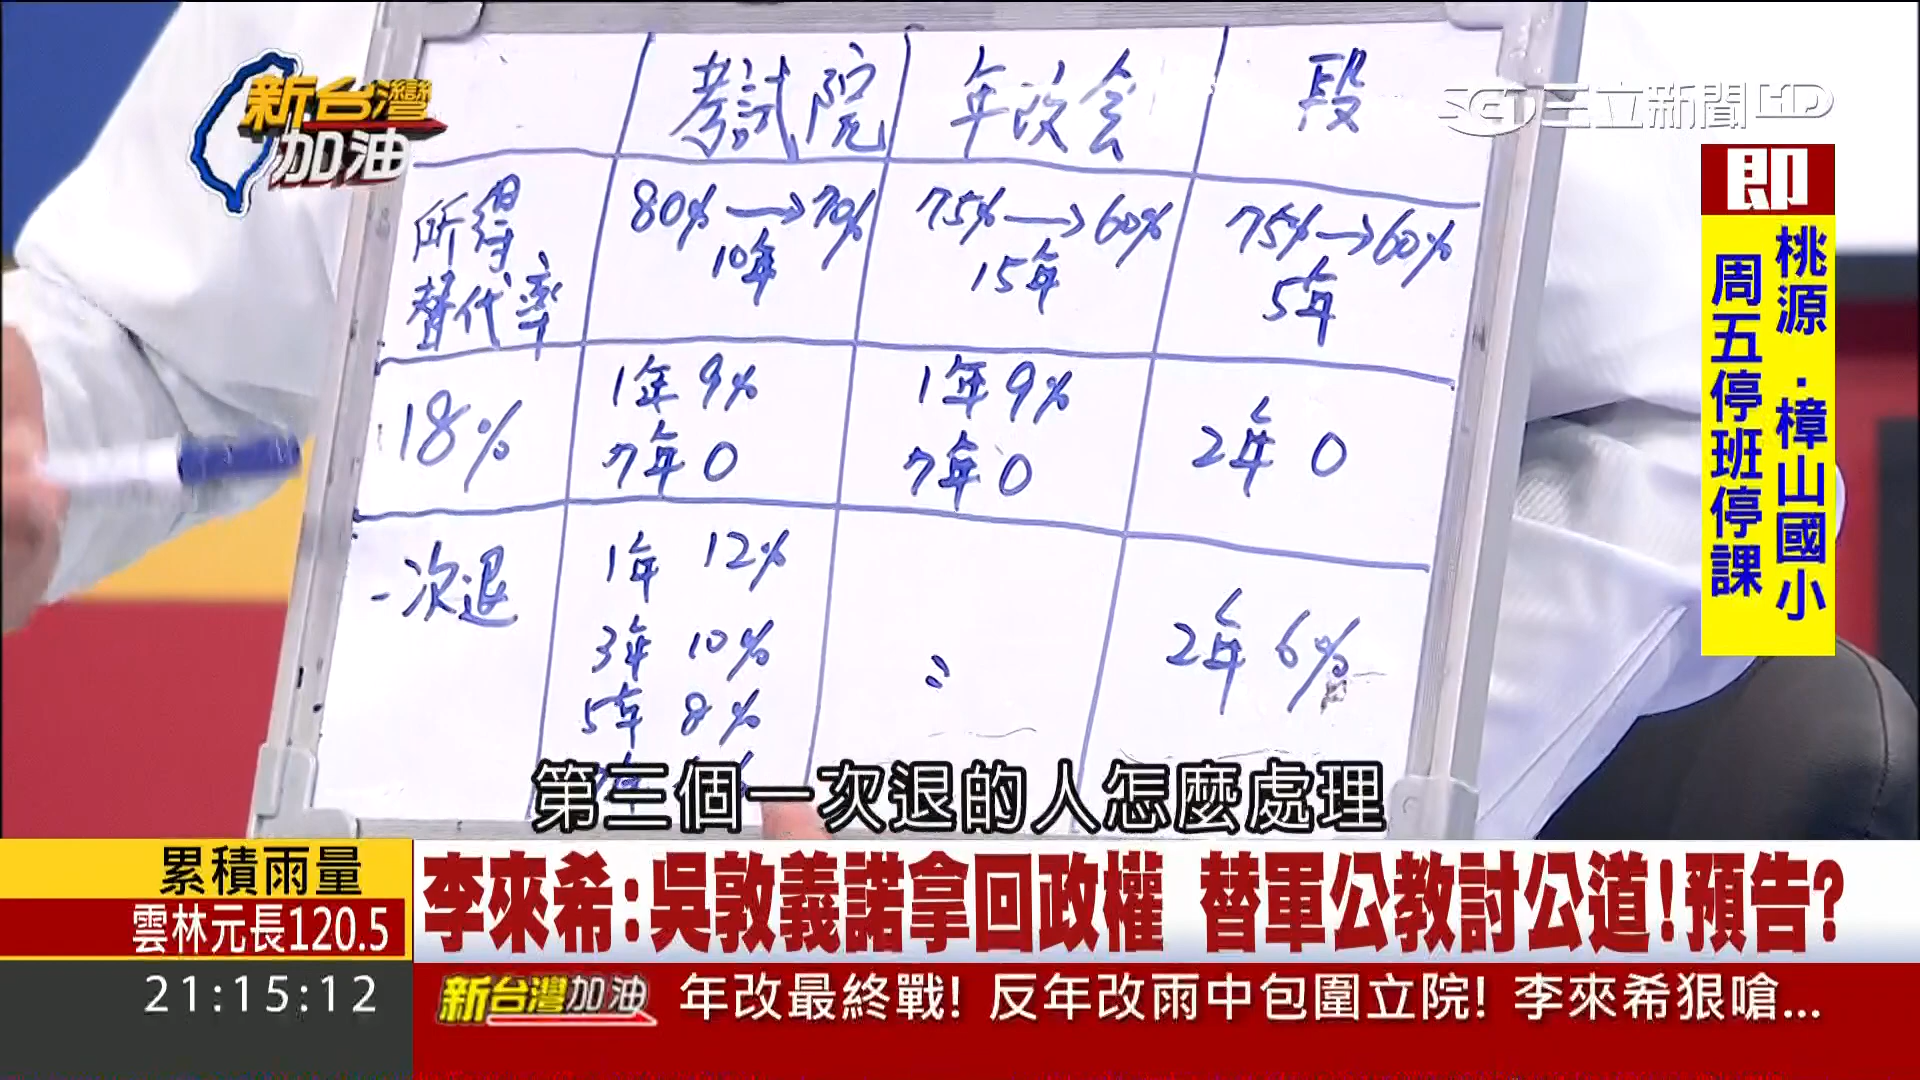 新台灣
加油
SET三立新聞HD
考試院
年改会
段
所得
替代率
80%→70%
10年
75%→60%
15年
75%→60%
5年
18%
1年 9%
7年 0
1年 9%
7年 0
2年 0
一次退
1年 12%
3年 10%
5年 8%
2年 6%
即
桃源．樟山國小
周五停班停課
第三個一次退的人怎麼處理
累積雨量
雲林元長120.5
21:15:12
李來希:吳敦義諾拿回政權 替軍公教討公道!預告?
新台灣加油
年改最終戰! 反年改雨中包圍立院! 李來希狠嗆...